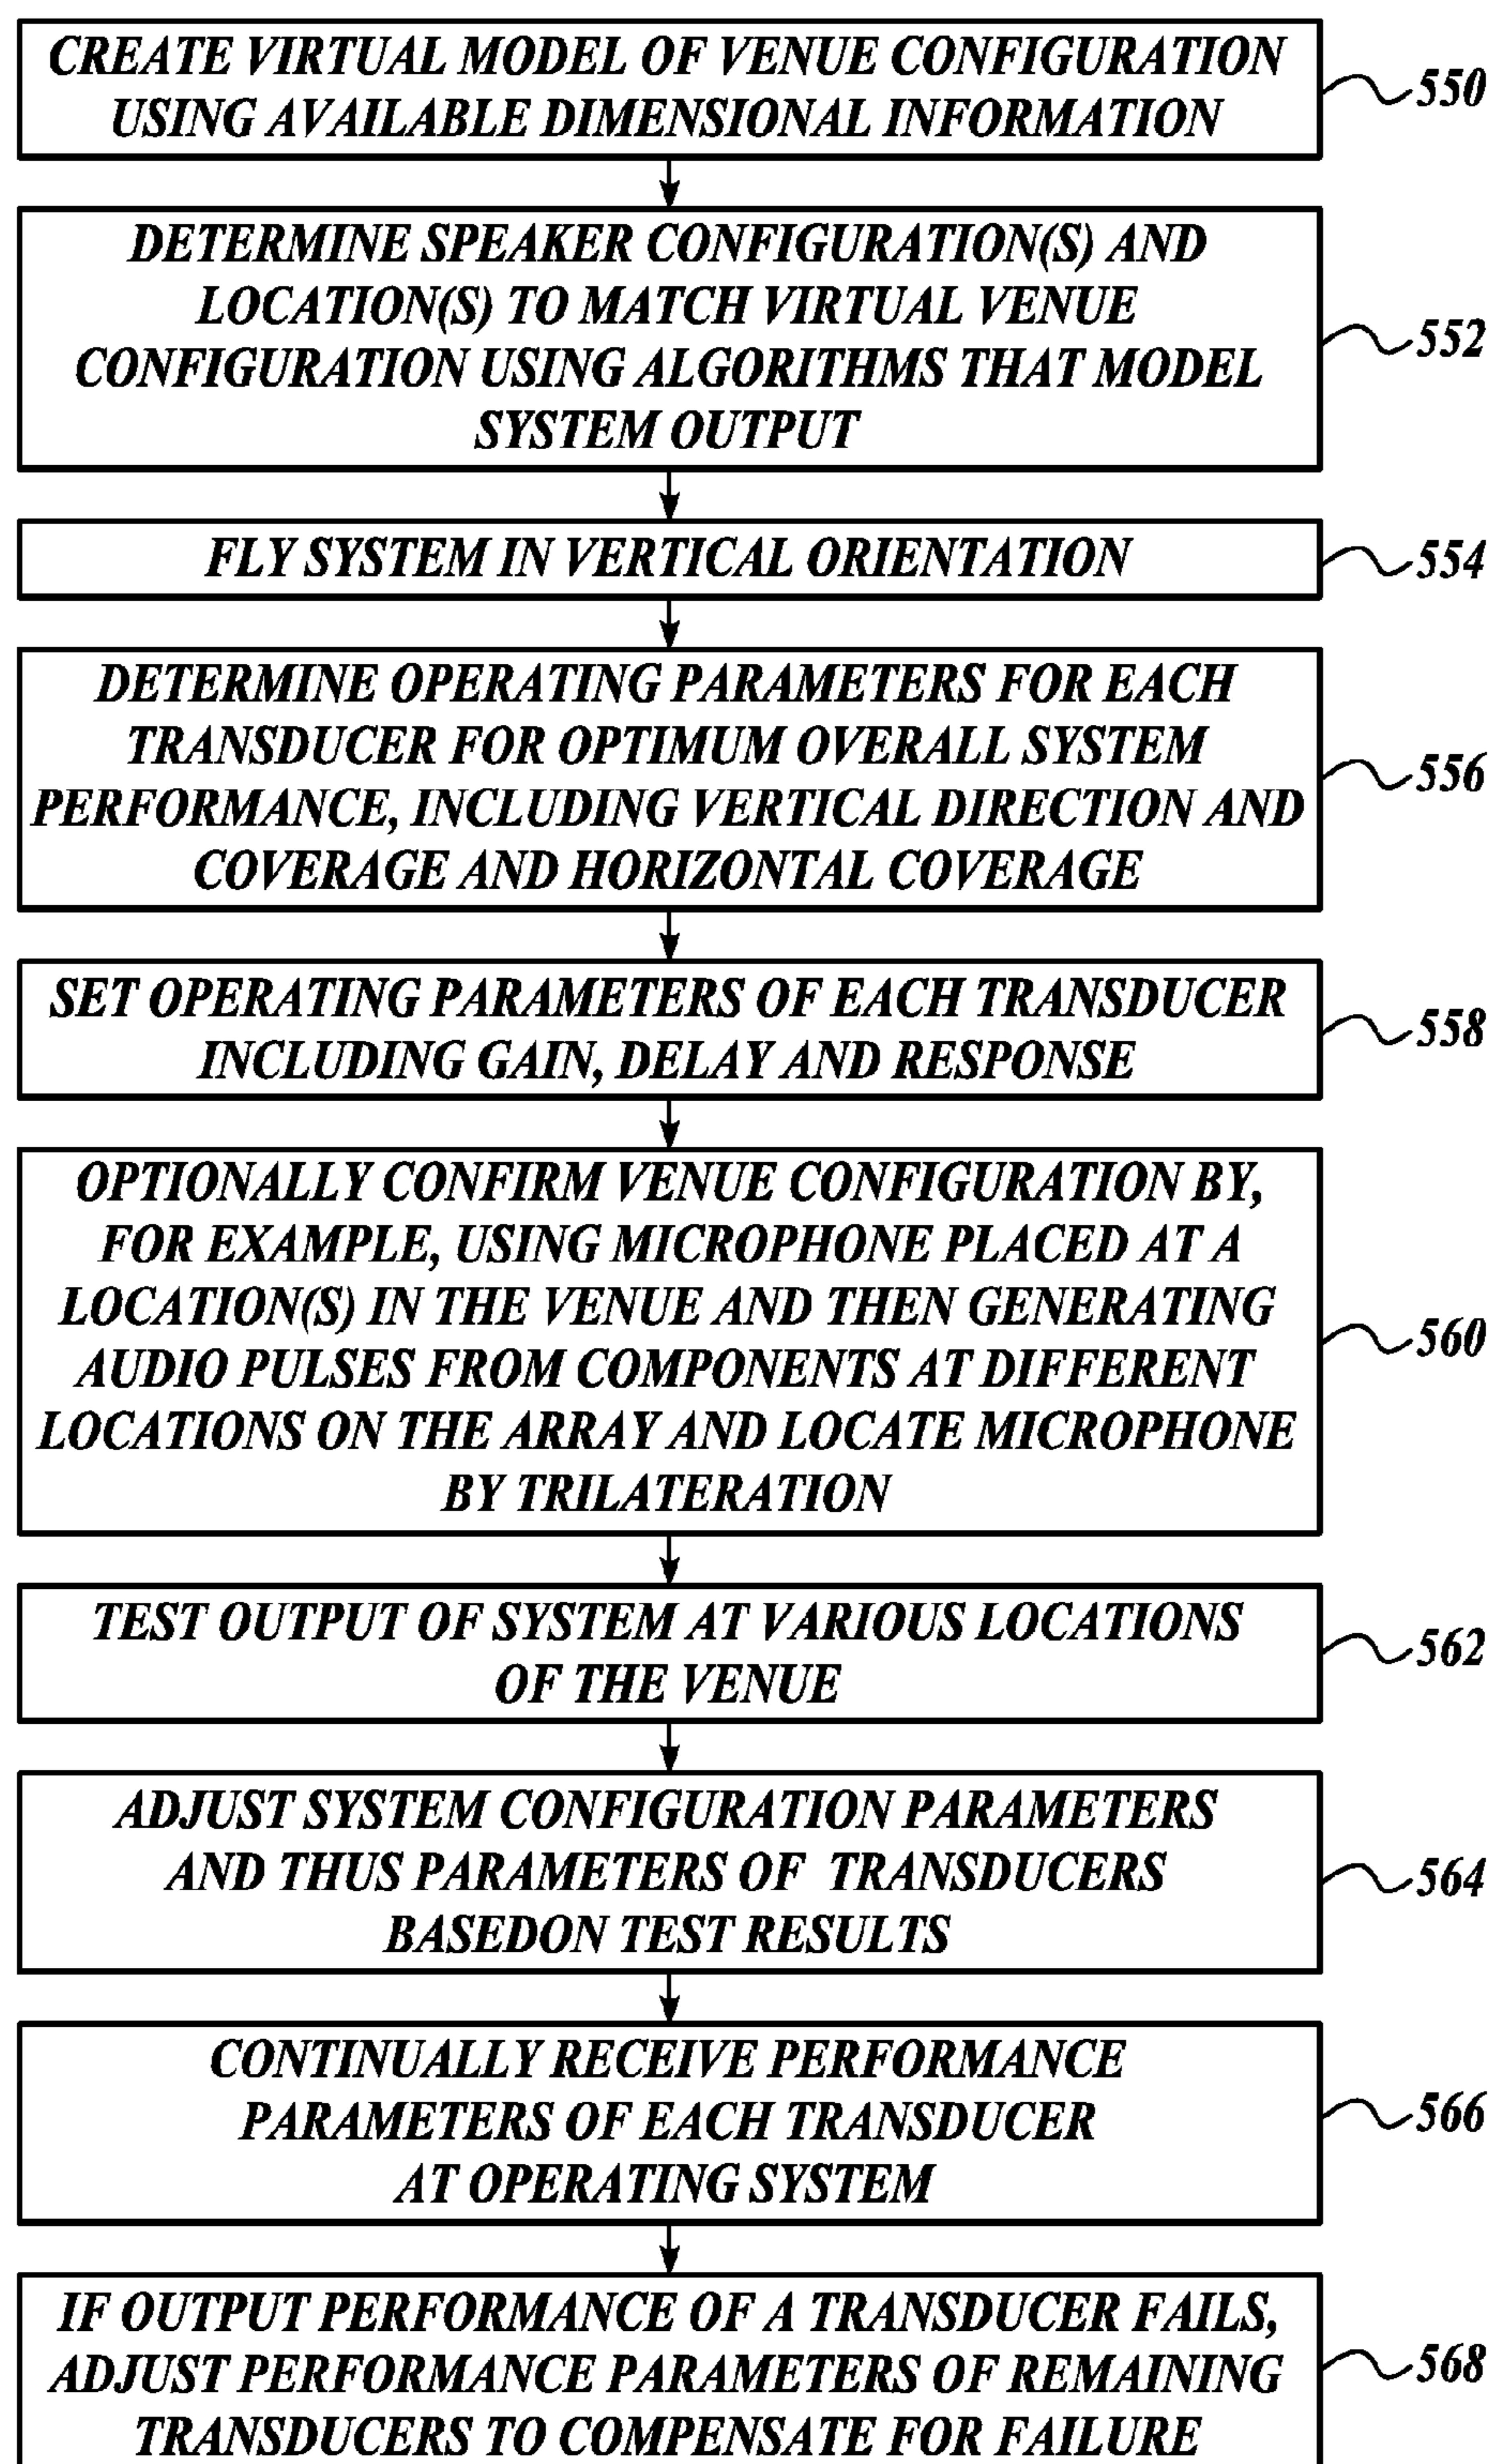 CREATE VIRTUAL MODEL OF VENUE CONFIGURATION
USING AVAILABLE DIMENSIONAL INFORMATION
550
DETERMINE SPEAKER CONFIGURATION(S) AND
LOCATION(S) TO MATCH VIRTUAL VENUE
CONFIGURATION USING ALGORITHMS THAT MODEL
SYSTEM OUTPUT
552
FLY SYSTEM IN VERTICAL ORIENTATION
554
DETERMINE OPERATING PARAMETERS FOR EACH
TRANSDUCER FOR OPTIMUM OVERALL SYSTEM
PERFORMANCE, INCLUDING VERTICAL DIRECTION AND
COVERAGE AND HORIZONTAL COVERAGE
556
SET OPERATING PARAMETERS OF EACH TRANSDUCER
INCLUDING GAIN, DELAY AND RESPONSE
558
OPTIONALLY CONFIRM VENUE CONFIGURATION BY,
FOR EXAMPLE, USING MICROPHONE PLACED AT A
LOCATION(S) IN THE VENUE AND THEN GENERATING
AUDIO PULSES FROM COMPONENTS AT DIFFERENT
LOCATIONS ON THE ARRAY AND LOCATE MICROPHONE
BY TRILATERATION
560
TEST OUTPUT OF SYSTEM AT VARIOUS LOCATIONS
OF THE VENUE
562
ADJUST SYSTEM CONFIGURATION PARAMETERS
AND THUS PARAMETERS OF TRANSDUCERS
BASEDON TEST RESULTS
564
CONTINUALLY RECEIVE PERFORMANCE
PARAMETERS OF EACH TRANSDUCER
AT OPERATING SYSTEM
566
IF OUTPUT PERFORMANCE OF A TRANSDUCER FAILS,
ADJUST PERFORMANCE PARAMETERS OF REMAINING
TRANSDUCERS TO COMPENSATE FOR FAILURE
568